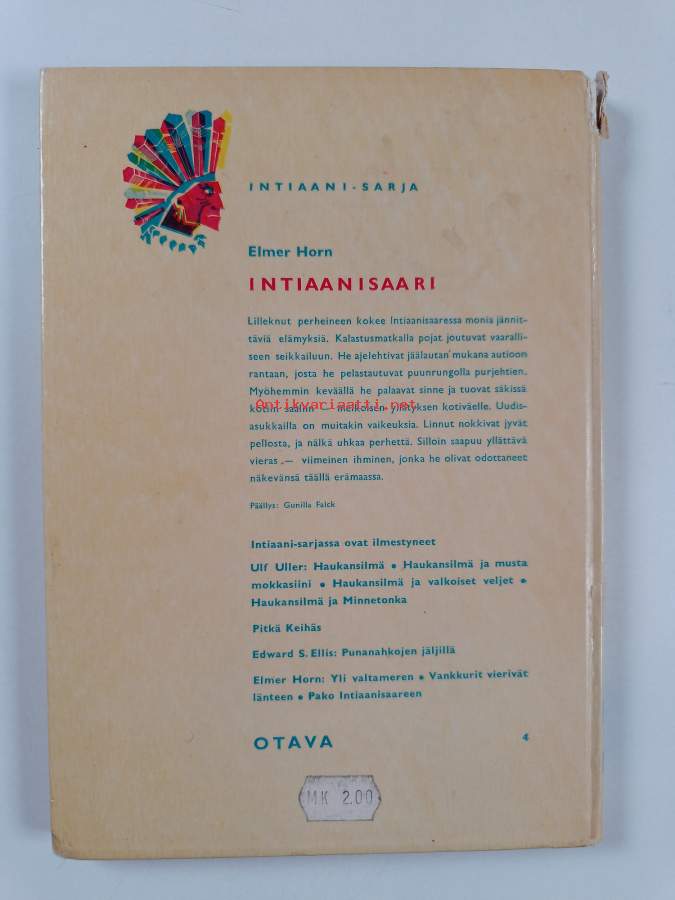 INTIAANI-SARJA
Elmer Horn
INTIAANISAARI
Lilleknut perheineen kokee Intiaanisaaressa monia jännit-
täviä elämyksiä. Kalastusmatkalla pojat joutuvat vaaralli-
seen seikkailuun. He ajelehtivat jäälautan mukana autioon
rantaan, josta he pelastautuvat puunrungolla purjehtien.
Myöhemmin keväällä he palaavat sinne ja tuovat säkissä
Antikvariaatti.net
kotiin saaliin — melkoisen yllätyksen kotiväelle. Uudis-
asukkailla on muitakin vaikeuksia. Linnut nokkivat jyvät
pellosta, ja nälkä uhkaa perhettä. Silloin saapuu yllättävä
vieras — viimeinen ihminen, jonka he olivat odottaneet
näkevänsä täällä erämaassa.
Päällys: Gunilla Falck
Intiaani-sarjassa ovat ilmestyneet
Ulf Uller: Haukansilmä • Haukansilmä ja musta
mokkasiini • Haukansilmä ja valkoiset veljet •
Haukansilmä ja Minnetonka
Pitkä Keihäs
Edward S. Ellis: Punanahkojen jäljillä
Elmer Horn: Yli valtameren • Vankkurit vierivät
länteen • Pako Intiaanisaareen
OTAVA 4
MK 2.00